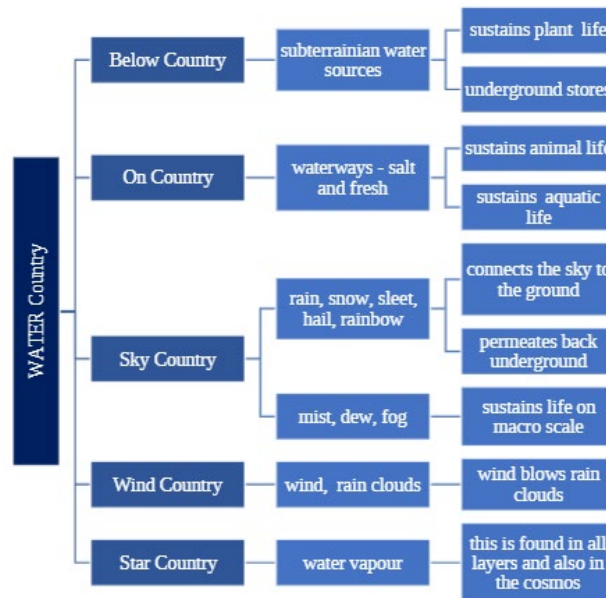 WATER Country
Below Country
subterrainian water
sources
sustains plant life
underground stores
On Country
waterways - salt
and fresh
sustains animal life
sustains aquatic
life
Sky Country
rain, snow, sleet,
hail, rainbow
connects the sky to
the ground
permeates back
underground
mist, dew, fog
sustains life on
macro scale
Wind Country
wind, rain clouds
wind blows rain
clouds
Star Country
water vapour
this is found in all
layers and also in
the cosmos